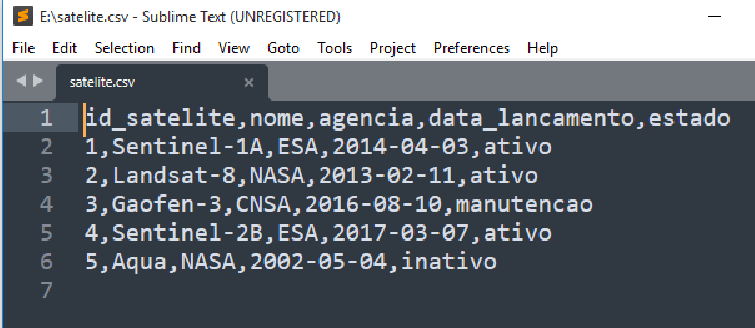 E:\satelite.csv - Sublime Text (UNREGISTERED)
File Edit Selection Find View Goto Tools Project Preferences Help
satelite.csv
1 id_satelite,nome,agencia,data_lancamento,estado
2 1,Sentinel-1A,ESA,2014-04-03,ativo
3 2,Landsat-8,NASA,2013-02-11,ativo
4 3,Gaofen-3,CNSA,2016-08-10,manutencao
5 4,Sentinel-2B,ESA,2017-03-07,ativo
6 5,Aqua,NASA,2002-05-04,inativo
7